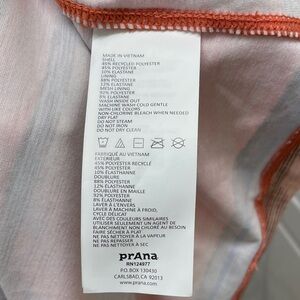 MADE IN VIETNAM
SHELL
45% RECYCLED POLYESTER
45% POLYESTER
10% ELASTANE
LINING
88% POLYESTER
12% ELASTANE
MESH LINING
92% POLYESTER
8% ELASTANE
WASH INSIDE OUT
MACHINE WASH COLD GENTLE
WITH LIKE COLORS
NON-CHLORINE BLEACH WHEN NEEDED
DRY FLAT
DO NOT STEAM
DO NOT IRON
DO NOT DRY CLEAN
FABRIQUÉ AU VIETNAM
EXTÉRIEUR
45% POLYESTER RECYCLÉ
45% POLYESTER
10% ÉLASTHANNE
DOUBLURE
88% POLYESTER
12% ÉLASTHANNE
DOUBLURE EN MAILLE
92% POLYESTER
8% ÉLASTHANNE
LAVER À L'ENVERS
LAVER À MACHINE À FROID,
CYCLE DÉLICAT
AVEC DES COULEURS SIMILAIRES
UTILISER SEULEMENT AGENT DE
BLANCHIMENT NON CHLORÉ AU BESOIN
FAIRE SÉCHER À PLAT
NE PAS NETTOYER À LA VAPEUR
NE PAS REPASSER
NE PAS NETTOYER À SEC
prAna
RN124977
P.O. BOX 130430
CARLSBAD, CA 92013
www.prAna.com